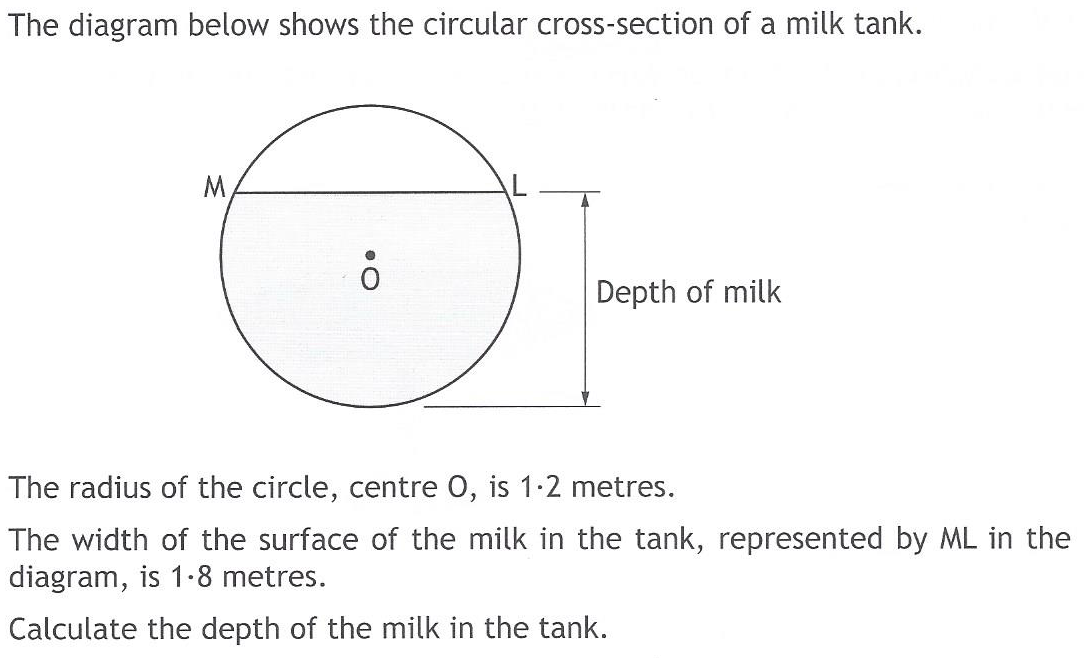 The diagram below shows the circular cross-section of a milk tank.
M
L
O
Depth of milk
The radius of the circle, centre O, is 1·2 metres.
The width of the surface of the milk in the tank, represented by ML in the
diagram, is 1·8 metres.
Calculate the depth of the milk in the tank.